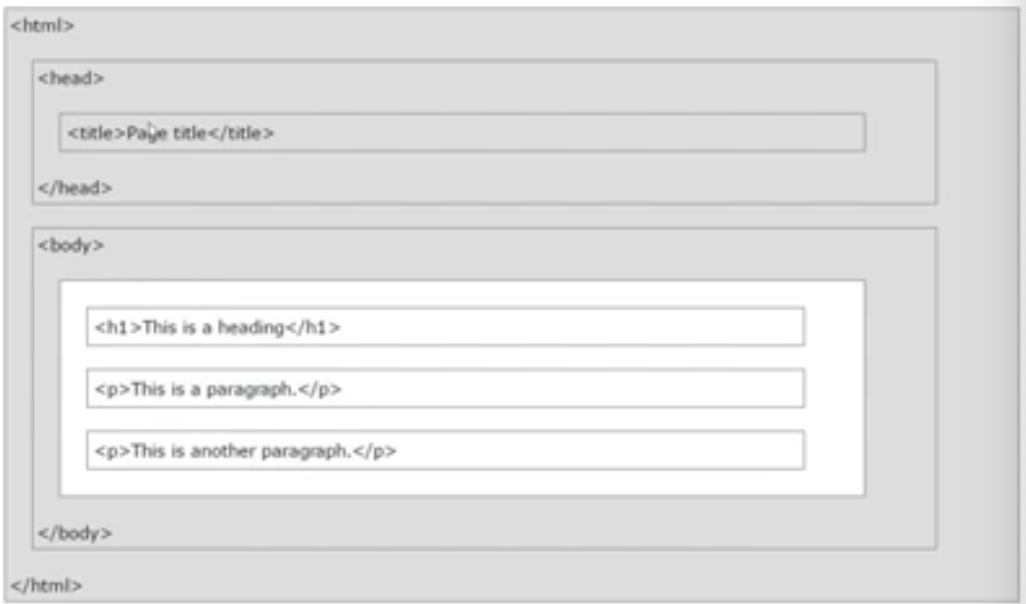 <html>
<head>
<title>Page title</title>
</head>
<body>
<h1>This is a heading</h1>
<p>This is a paragraph.</p>
<p>This is another paragraph.</p>
</body>
</html>